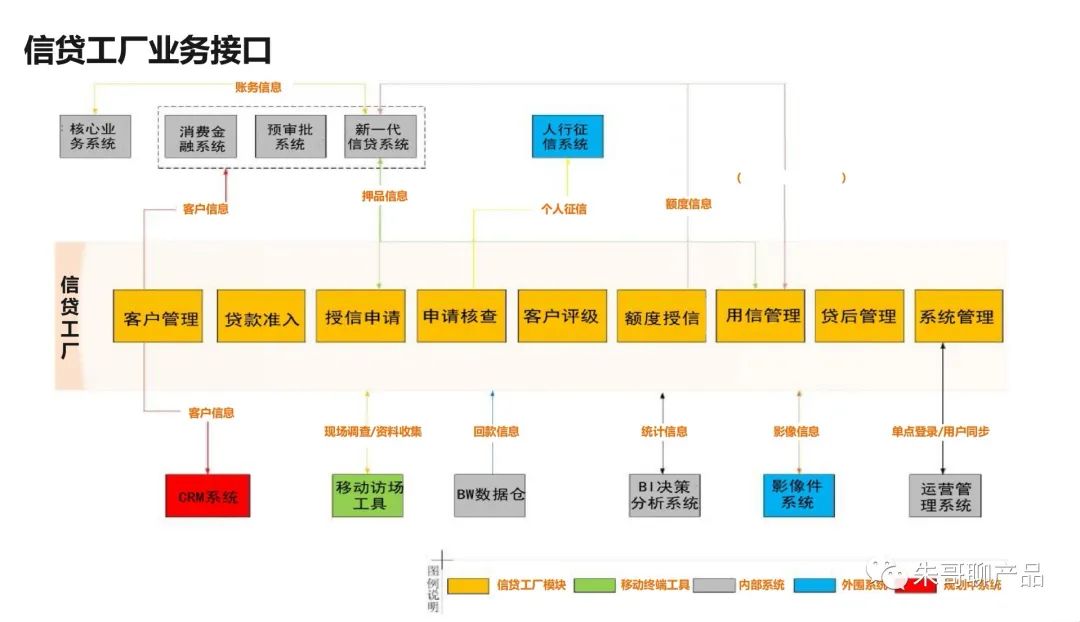 信贷工厂业务接口
账务信息
核心业
务系统
消费金
融系统
预审批
系统
新一代
信贷系统
人行征
信系统
(
)
押品信息
客户信息
个人征信
额度信息
信贷工厂
客户管理
贷款准入
授信申请
申请核查
客户评级
额度授信
用信管理
贷后管理
系统管理
客户信息
现场调查/资料收集
回款信息
统计信息
影像信息
单点登录/用户同步
CRM系统
移动访场
工具
BW数据仓
BI决策
分析系统
影像件
系统
运营管
理系统
图例说明
信贷工厂模块
移动终端工具
内部系统
外围系统
规划中系统
朱哥聊产品